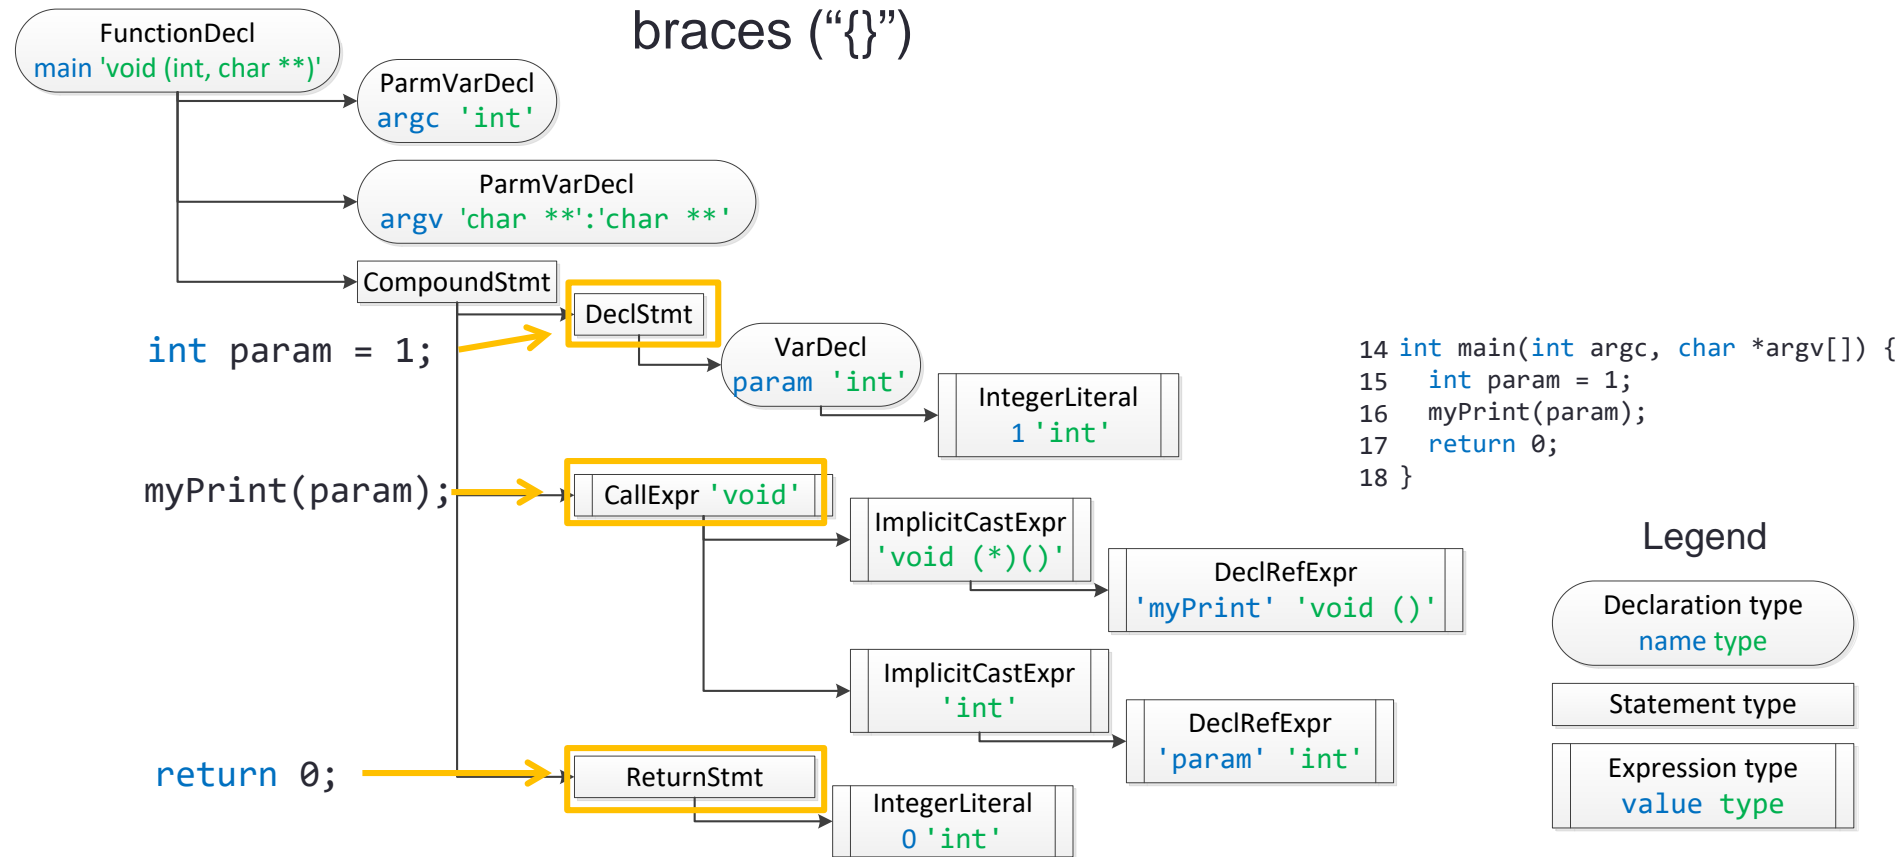 braces (“{}”)
FunctionDecl
main 'void (int, char **)'
ParmVarDecl
argc 'int'
ParmVarDecl
argv 'char **':'char **'
CompoundStmt
DeclStmt
int param = 1;
VarDecl
param 'int'
IntegerLiteral
1 'int'
myPrint(param);
CallExpr 'void'
ImplicitCastExpr
'void (*)()'
DeclRefExpr
'myPrint' 'void ()'
ImplicitCastExpr
'int'
DeclRefExpr
'param' 'int'
return 0;
ReturnStmt
IntegerLiteral
0 'int'
14 int main(int argc, char *argv[]) {
15 int param = 1;
16 myPrint(param);
17 return 0;
18 }
Legend
Declaration type
name type
Statement type
Expression type
value type